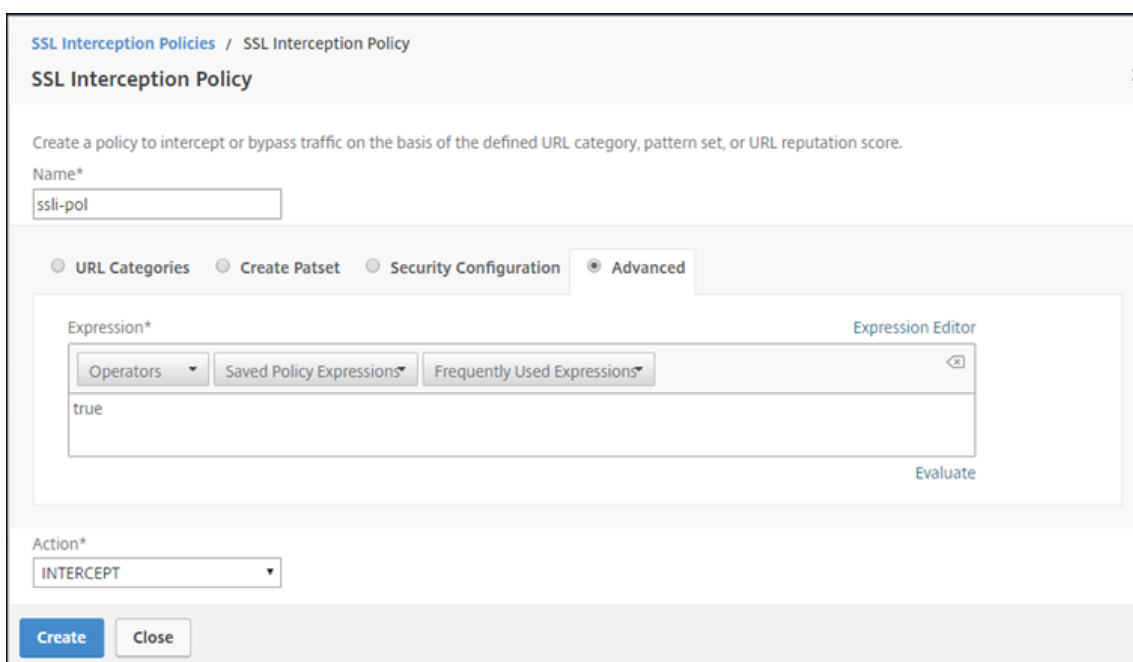 SSL Interception Policies / SSL Interception Policy
SSL Interception Policy
Create a policy to intercept or bypass traffic on the basis of the defined URL category, pattern set, or URL reputation score.
Name*
ssli-pol
URL Categories Create Patset Security Configuration Advanced
Expression* Expression Editor
Operators Saved Policy Expressions Frequently Used Expressions
true
Evaluate
Action*
INTERCEPT
Create Close